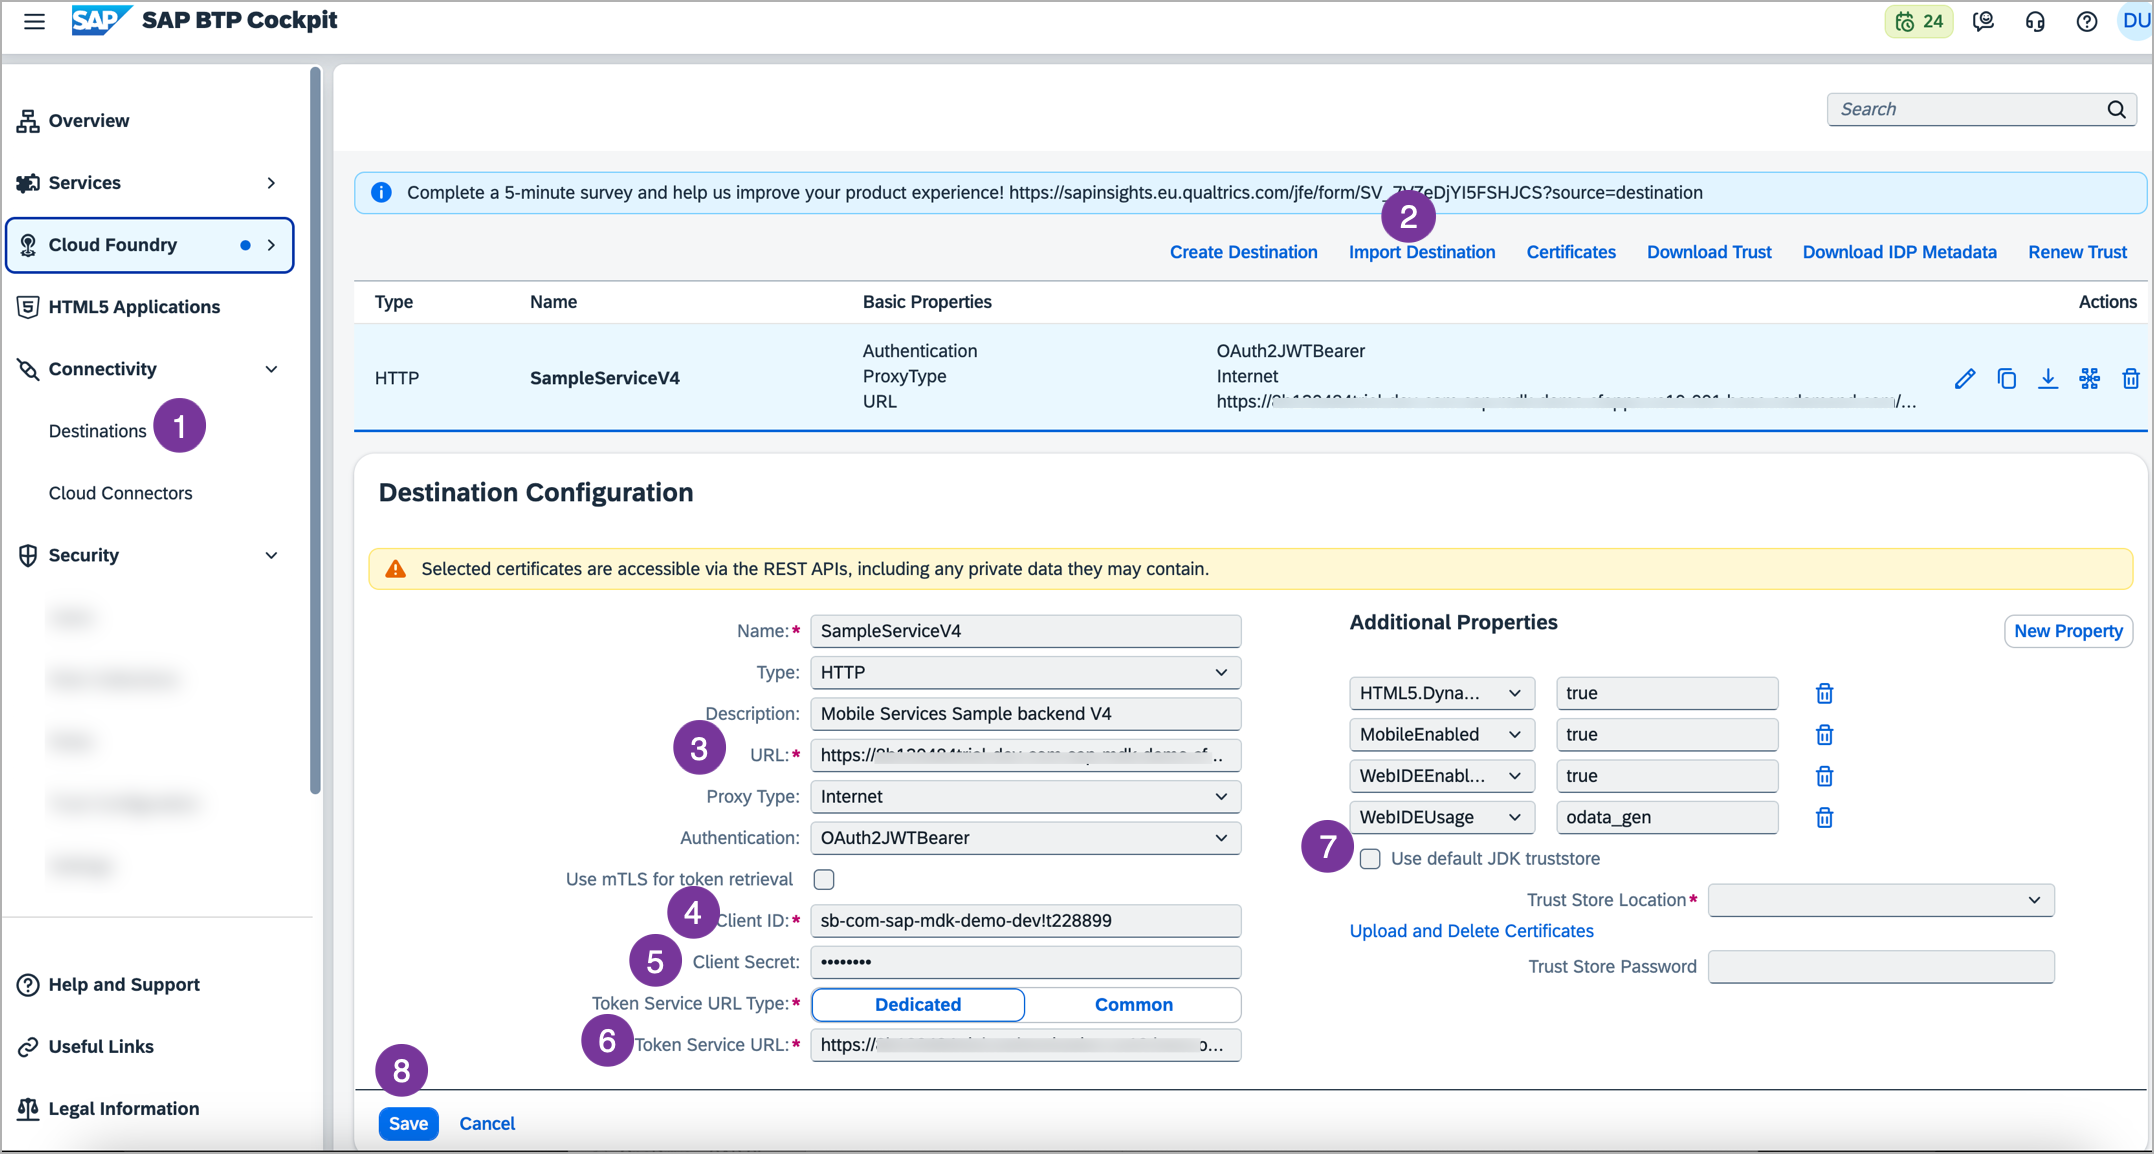 SAP SAP BTP Cockpit
24
DU
Overview
Services
Cloud Foundry
HTML5 Applications
Connectivity
Destinations
1
Cloud Connectors
Security
Help and Support
Useful Links
Legal Information
Search
Complete a 5-minute survey and help us improve your product experience! https://sapinsights.eu.qualtrics.com/jfe/form/
2
Create Destination Import Destination Certificates Download Trust Download IDP Metadata Renew Trust
Type Name Basic Properties Actions
HTTP SampleServiceV4
Authentication OAuth2JWTBearer
ProxyType Internet
URL https://
Destination Configuration
Selected certificates are accessible via the REST APIs, including any private data they may contain.
Name:* SampleServiceV4
Type: HTTP
Description: Mobile Services Sample backend V4
3 URL:* https://
Proxy Type: Internet
Authentication: OAuth2JWTBearer
Use mTLS for token retrieval
4 Client ID:* sb-com-sap-mdk-demo-dev!t228899
5 Client Secret: ••••••••
Token Service URL Type:* Dedicated Common
6 Token Service URL:* https://
8
Save Cancel
Additional Properties
New Property
HTML5.Dyna... true
MobileEnabled true
WebIDEEnabl... true
WebIDEUsage odata_gen
7 Use default JDK truststore
Trust Store Location*
Upload and Delete Certificates
Trust Store Password